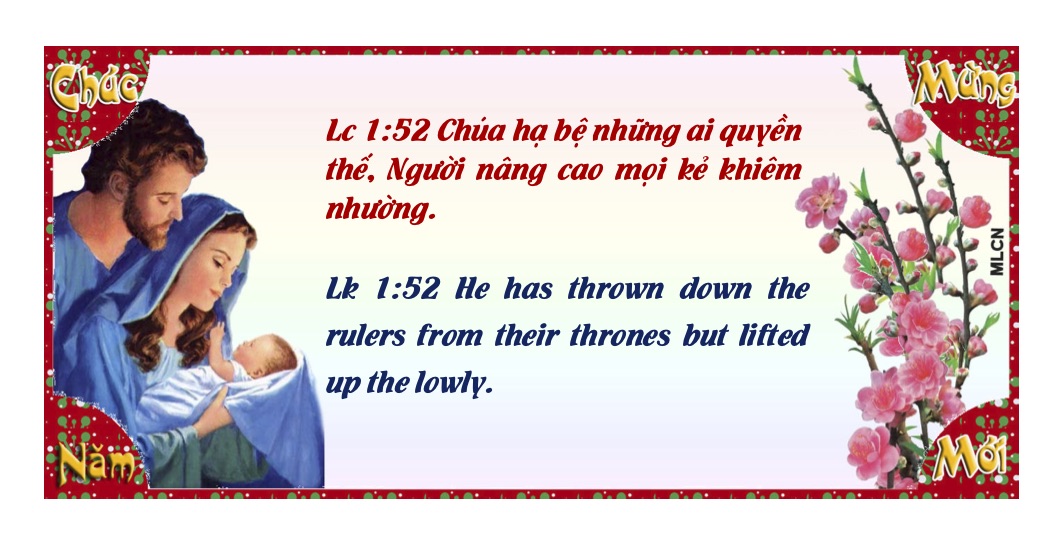 Chúc
Mừng
Lc 1:52 Chúa hạ bệ những ai quyền
thế, Người nâng cao mọi kẻ khiêm
nhường.
Lk 1:52 He has thrown down the
rulers from their thrones but lifted
up the lowly.
MLCN
Năm
Mới